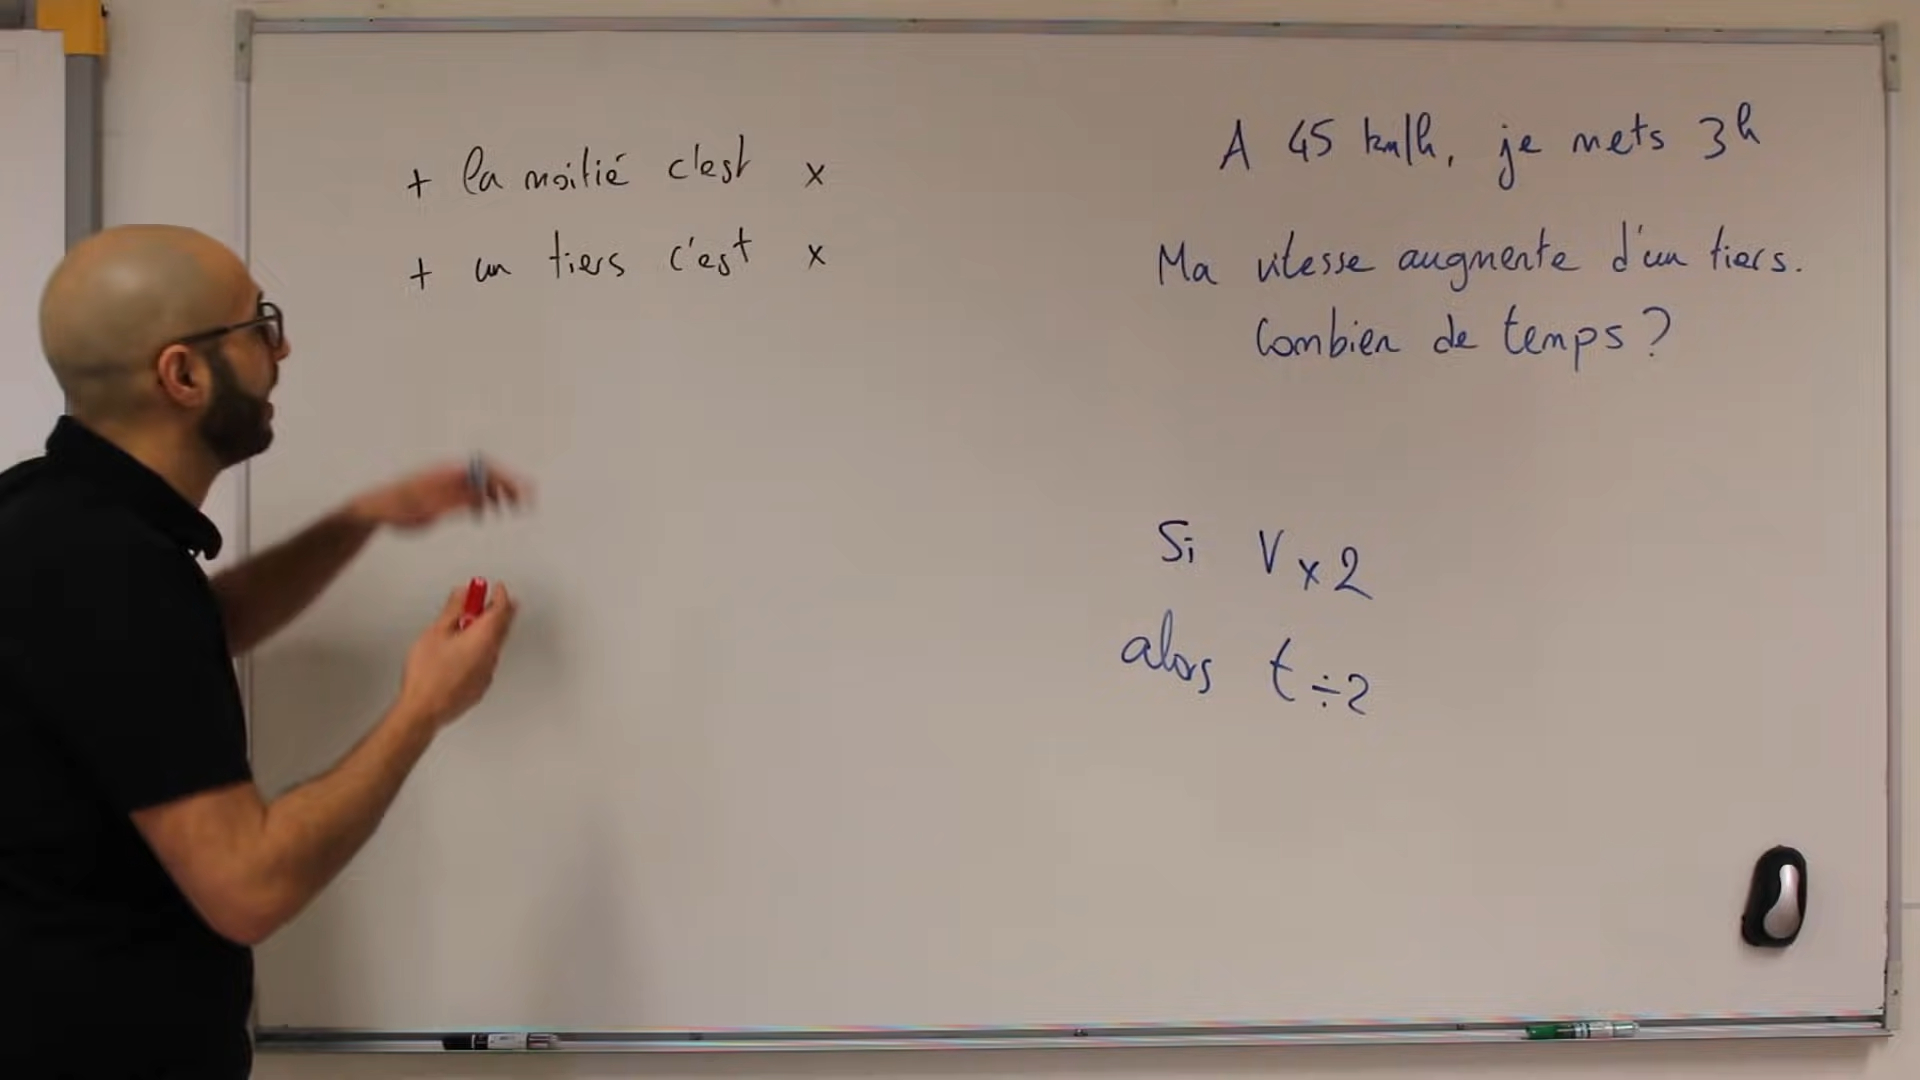 + la moitié c'est x
+ un tiers c'est x
A 45 km/h, je mets 3h
Ma vitesse augmente d'un tiers.
Combien de temps ?
Si V x 2
alors t ÷ 2